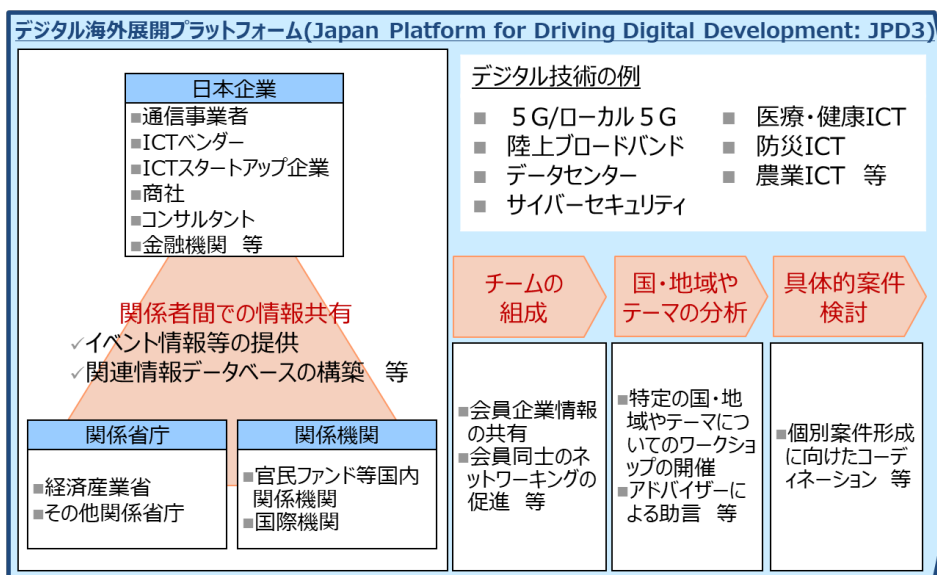 デジタル海外展開プラットフォーム(Japan Platform for Driving Digital Development: JPD3)
日本企業
■通信事業者
■ICTベンダー
■ICTスタートアップ企業
■商社
■コンサルタント
■金融機関　等
関係者間での情報共有
✓イベント情報等の提供
✓関連情報データベースの構築　等
関係省庁
■経済産業省
■その他関係省庁
関係機関
■官民ファンド等国内
関係機関
■国際機関
デジタル技術の例
■ ５G/ローカル５G
■ 陸上ブロードバンド
■ データセンター
■ サイバーセキュリティ
■ 医療・健康ICT
■ 防災ICT
■ 農業ICT　等
チームの
組成
■会員企業情報
の共有
■会員同士のネ
ットワーキングの
促進　等
国・地域や
テーマの分析
■特定の国・地
域やテーマにつ
いてのワークショ
ップの開催
■アドバイザーに
よる助言　等
具体的案件
検討
■個別案件形成
に向けたコーデ
ィネーション　等